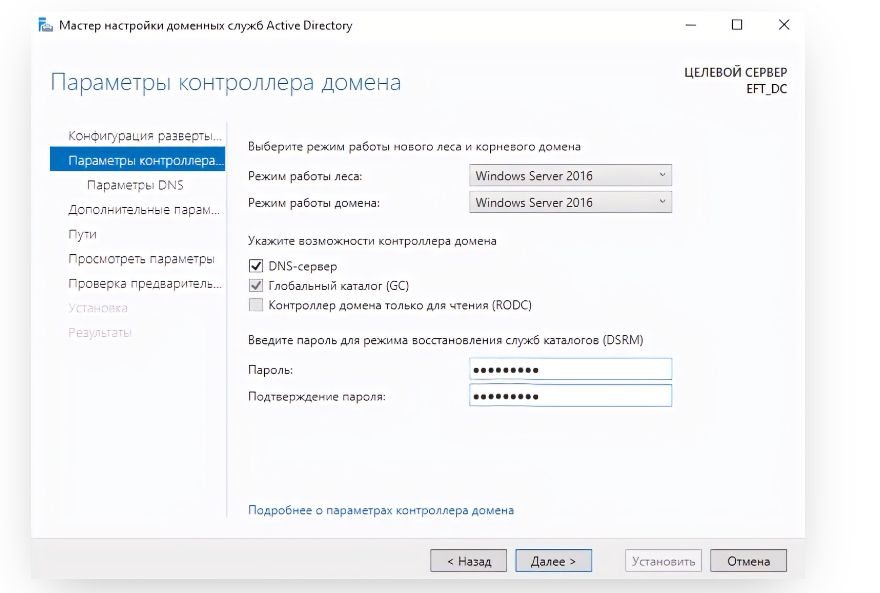 Мастер настройки доменных служб Active Directory
Параметры контроллера домена
ЦЕЛЕВОЙ СЕРВЕР
EFT_DC
Конфигурация разверты...
Параметры контроллера...
Параметры DNS
Дополнительные парам...
Пути
Просмотреть параметры
Проверка предваритель...
Установка
Результаты
Выберите режим работы нового леса и корневого домена
Режим работы леса: Windows Server 2016
Режим работы домена: Windows Server 2016
Укажите возможности контроллера домена
DNS-сервер
Глобальный каталог (GC)
Контроллер домена только для чтения (RODC)
Введите пароль для режима восстановления служб каталогов (DSRM)
Пароль: ●●●●●●●●●
Подтверждение пароля: ●●●●●●●●●
Подробнее о параметрах контроллера домена
< Назад Далее > Установить Отмена